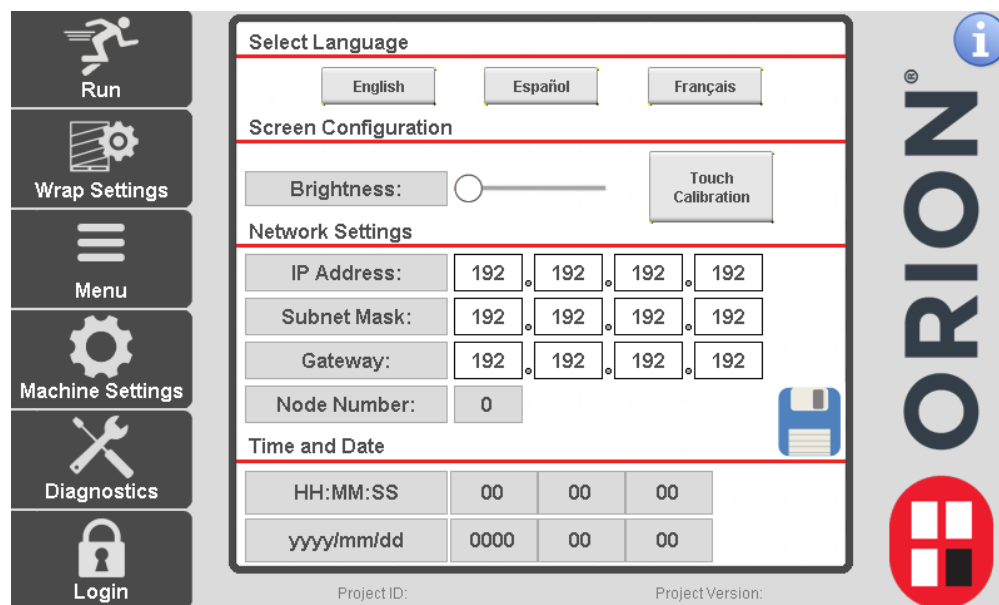 Run
Wrap Settings
Menu
Machine Settings
Diagnostics
Login
Select Language
English Español Français
Screen Configuration
Brightness:
Touch
Calibration
Network Settings
IP Address: 192 . 192 . 192 . 192
Subnet Mask: 192 . 192 . 192 . 192
Gateway: 192 . 192 . 192 . 192
Node Number: 0
Time and Date
HH:MM:SS 00 00 00
yyyy/mm/dd 0000 00 00
Project ID: Project Version:
i
ORION®